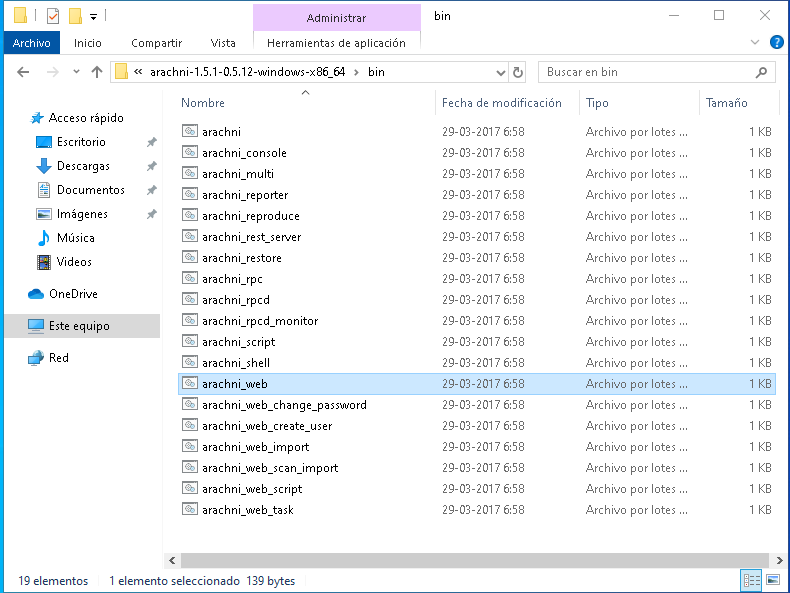 Administrar
bin
Archivo
Inicio
Compartir
Vista
Herramientas de aplicación
« arachni-1.5.1-0.5.12-windows-x86_64 > bin
Buscar en bin
Acceso rápido
Escritorio
Descargas
Documentos
Imágenes
Música
Videos
OneDrive
Este equipo
Red
Nombre Fecha de modificación Tipo Tamaño
arachni 29-03-2017 6:58 Archivo por lotes ... 1 KB
arachni_console 29-03-2017 6:58 Archivo por lotes ... 1 KB
arachni_multi 29-03-2017 6:58 Archivo por lotes ... 1 KB
arachni_reporter 29-03-2017 6:58 Archivo por lotes ... 1 KB
arachni_reproduce 29-03-2017 6:58 Archivo por lotes ... 1 KB
arachni_rest_server 29-03-2017 6:58 Archivo por lotes ... 1 KB
arachni_restore 29-03-2017 6:58 Archivo por lotes ... 1 KB
arachni_rpc 29-03-2017 6:58 Archivo por lotes ... 1 KB
arachni_rpcd 29-03-2017 6:58 Archivo por lotes ... 1 KB
arachni_rpcd_monitor 29-03-2017 6:58 Archivo por lotes ... 1 KB
arachni_script 29-03-2017 6:58 Archivo por lotes ... 1 KB
arachni_shell 29-03-2017 6:58 Archivo por lotes ... 1 KB
arachni_web 29-03-2017 6:58 Archivo por lotes ... 1 KB
arachni_web_change_password 29-03-2017 6:58 Archivo por lotes ... 1 KB
arachni_web_create_user 29-03-2017 6:58 Archivo por lotes ... 1 KB
arachni_web_import 29-03-2017 6:58 Archivo por lotes ... 1 KB
arachni_web_scan_import 29-03-2017 6:58 Archivo por lotes ... 1 KB
arachni_web_script 29-03-2017 6:58 Archivo por lotes ... 1 KB
arachni_web_task 29-03-2017 6:58 Archivo por lotes ... 1 KB
19 elementos 1 elemento seleccionado 139 bytes